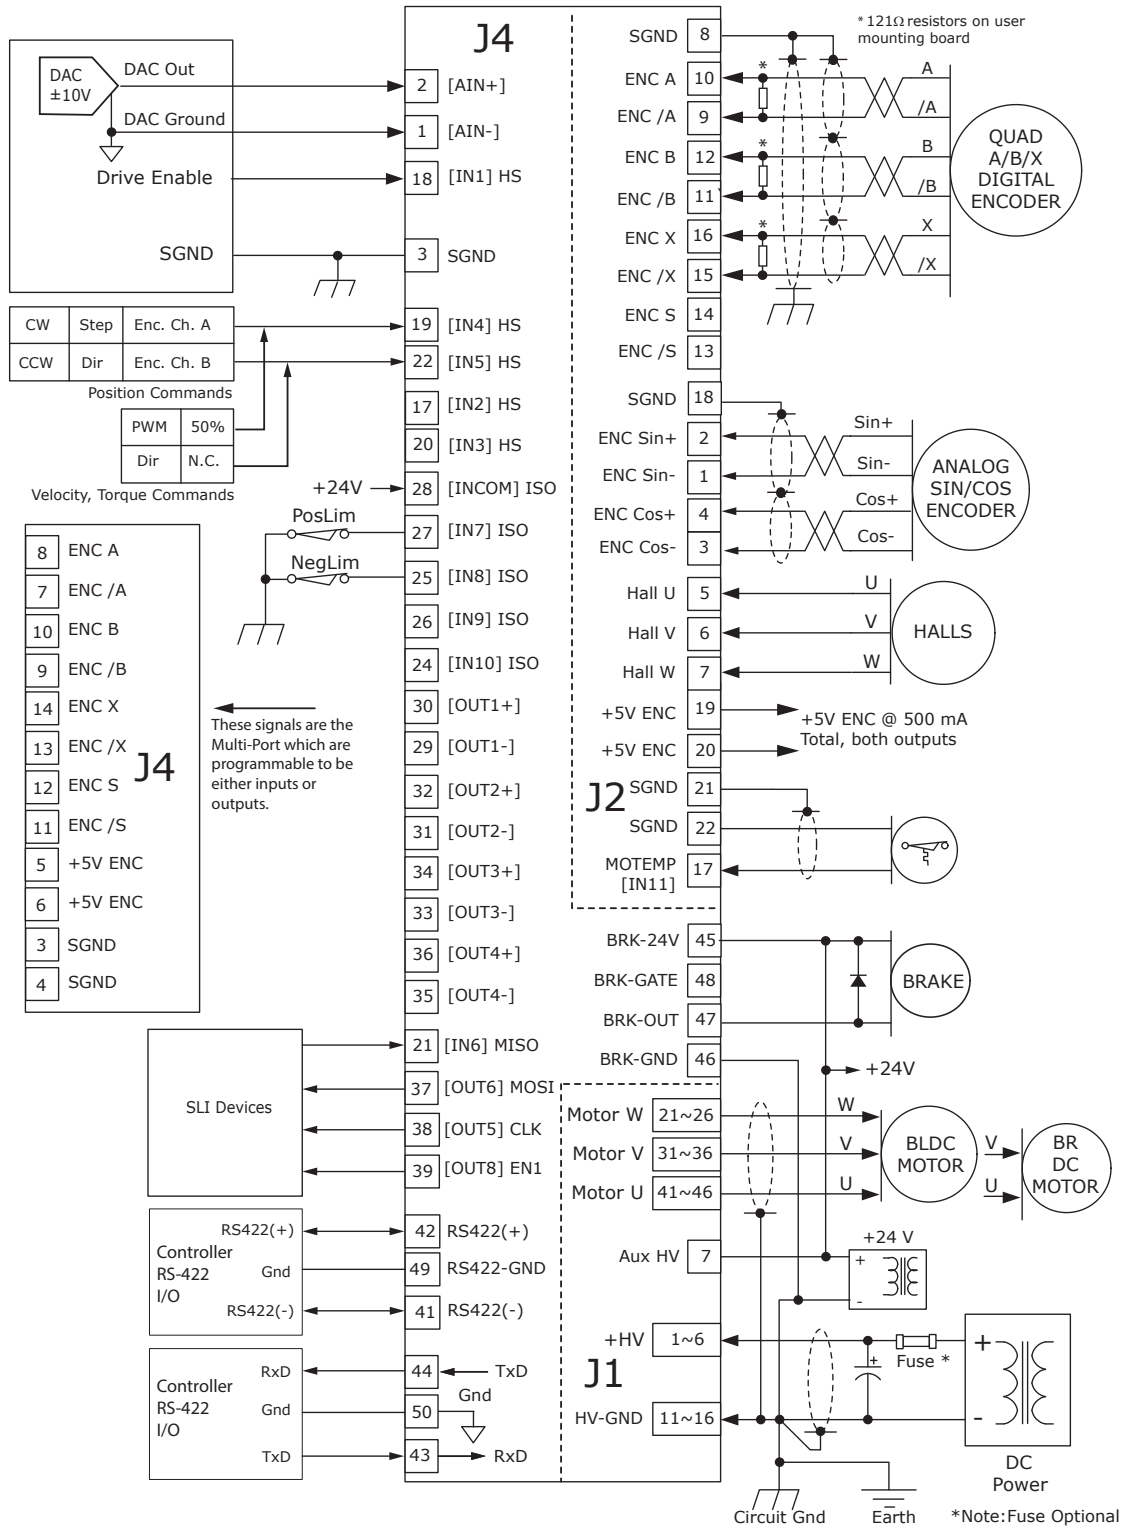 J4
* 121Ω resistors on user
mounting board
DAC
±10V
DAC Out
DAC Ground
Drive Enable
SGND
2 [AIN+]
1 [AIN-]
18 [IN1] HS
3 SGND
CW Step Enc. Ch. A
CCW Dir Enc. Ch. B
Position Commands
PWM 50%
Dir N.C.
Velocity, Torque Commands
19 [IN4] HS
22 [IN5] HS
17 [IN2] HS
20 [IN3] HS
+24V
28 [INCOM] ISO
PosLim
27 [IN7] ISO
NegLim
25 [IN8] ISO
26 [IN9] ISO
24 [IN10] ISO
30 [OUT1+]
29 [OUT1-]
32 [OUT2+]
31 [OUT2-]
34 [OUT3+]
33 [OUT3-]
36 [OUT4+]
35 [OUT4-]
21 [IN6] MISO
37 [OUT6] MOSI
38 [OUT5] CLK
39 [OUT8] EN1
42 RS422(+)
49 RS422-GND
41 RS422(-)
44 TxD
50 Gnd
43 RxD
8 ENC A
7 ENC /A
10 ENC B
9 ENC /B
14 ENC X
13 ENC /X
12 ENC S
11 ENC /S
5 +5V ENC
6 +5V ENC
3 SGND
4 SGND
J4
These signals are the
Multi-Port which are
programmable to be
either inputs or
outputs.
SLI Devices
Controller
RS-422
I/O
RS422(+)
Gnd
RS422(-)
Controller
RS-422
I/O
RxD
Gnd
TxD
SGND 8
ENC A 10
ENC /A 9
ENC B 12
ENC /B 11
ENC X 16
ENC /X 15
ENC S 14
ENC /S 13
*
*
*
A
/A
B
/B
X
/X
QUAD
A/B/X
DIGITAL
ENCODER
SGND 18
ENC Sin+ 2
ENC Sin- 1
ENC Cos+ 4
ENC Cos- 3
Sin+
Sin-
Cos+
Cos-
ANALOG
SIN/COS
ENCODER
Hall U 5
Hall V 6
Hall W 7
U
V
W
HALLS
+5V ENC 19
+5V ENC 20
+5V ENC @ 500 mA
Total, both outputs
J2
SGND 21
SGND 22
MOTEMP
[IN11]
17
BRK-24V 45
BRK-GATE 48
BRK-OUT 47
BRK-GND 46
BRAKE
+24V
Motor W 21~26
Motor V 31~36
Motor U 41~46
W
V
U
BLDC
MOTOR
V
U
BR
DC
MOTOR
Aux HV 7
+24 V
+
-
+HV 1~6
J1
HV-GND 11~16
+
Fuse *
+
-
DC
Power
Circuit Gnd
Earth
*Note:Fuse Optional